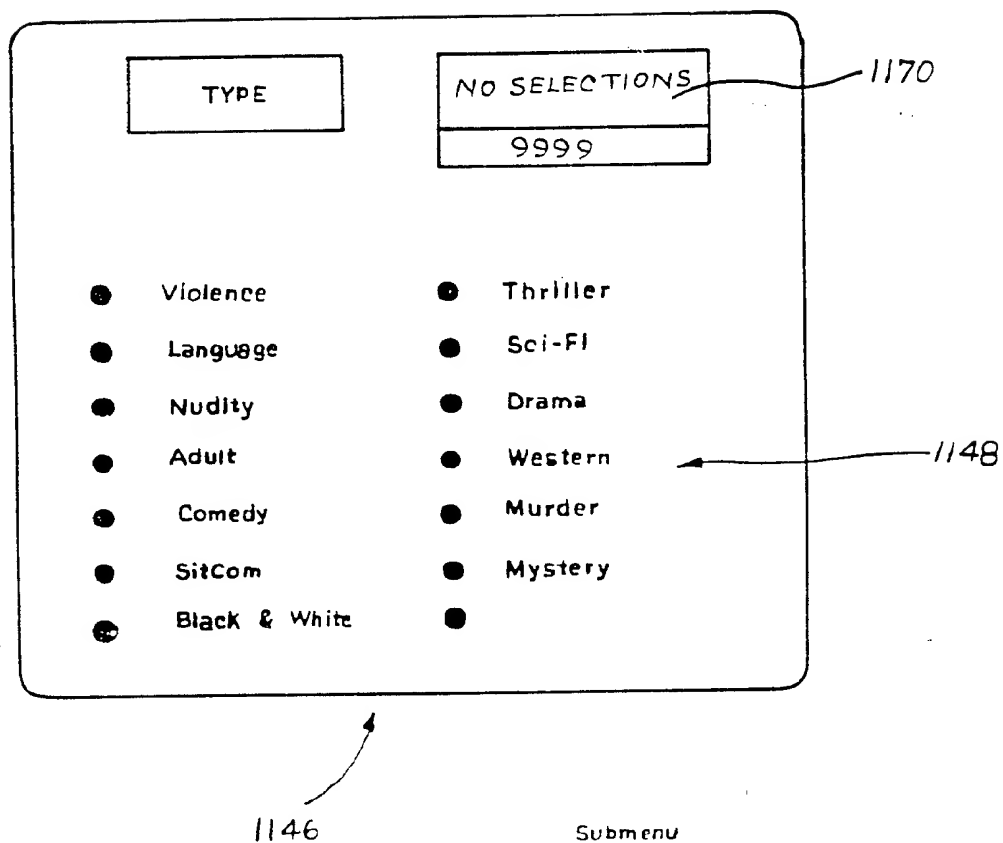 TYPE
NO SELECTIONS
1170
9999
Violence
Language
Nudity
Adult
Comedy
SitCom
Black & White
Thriller
Sci-FI
Drama
Western
1148
Murder
Mystery
1146
Submenu